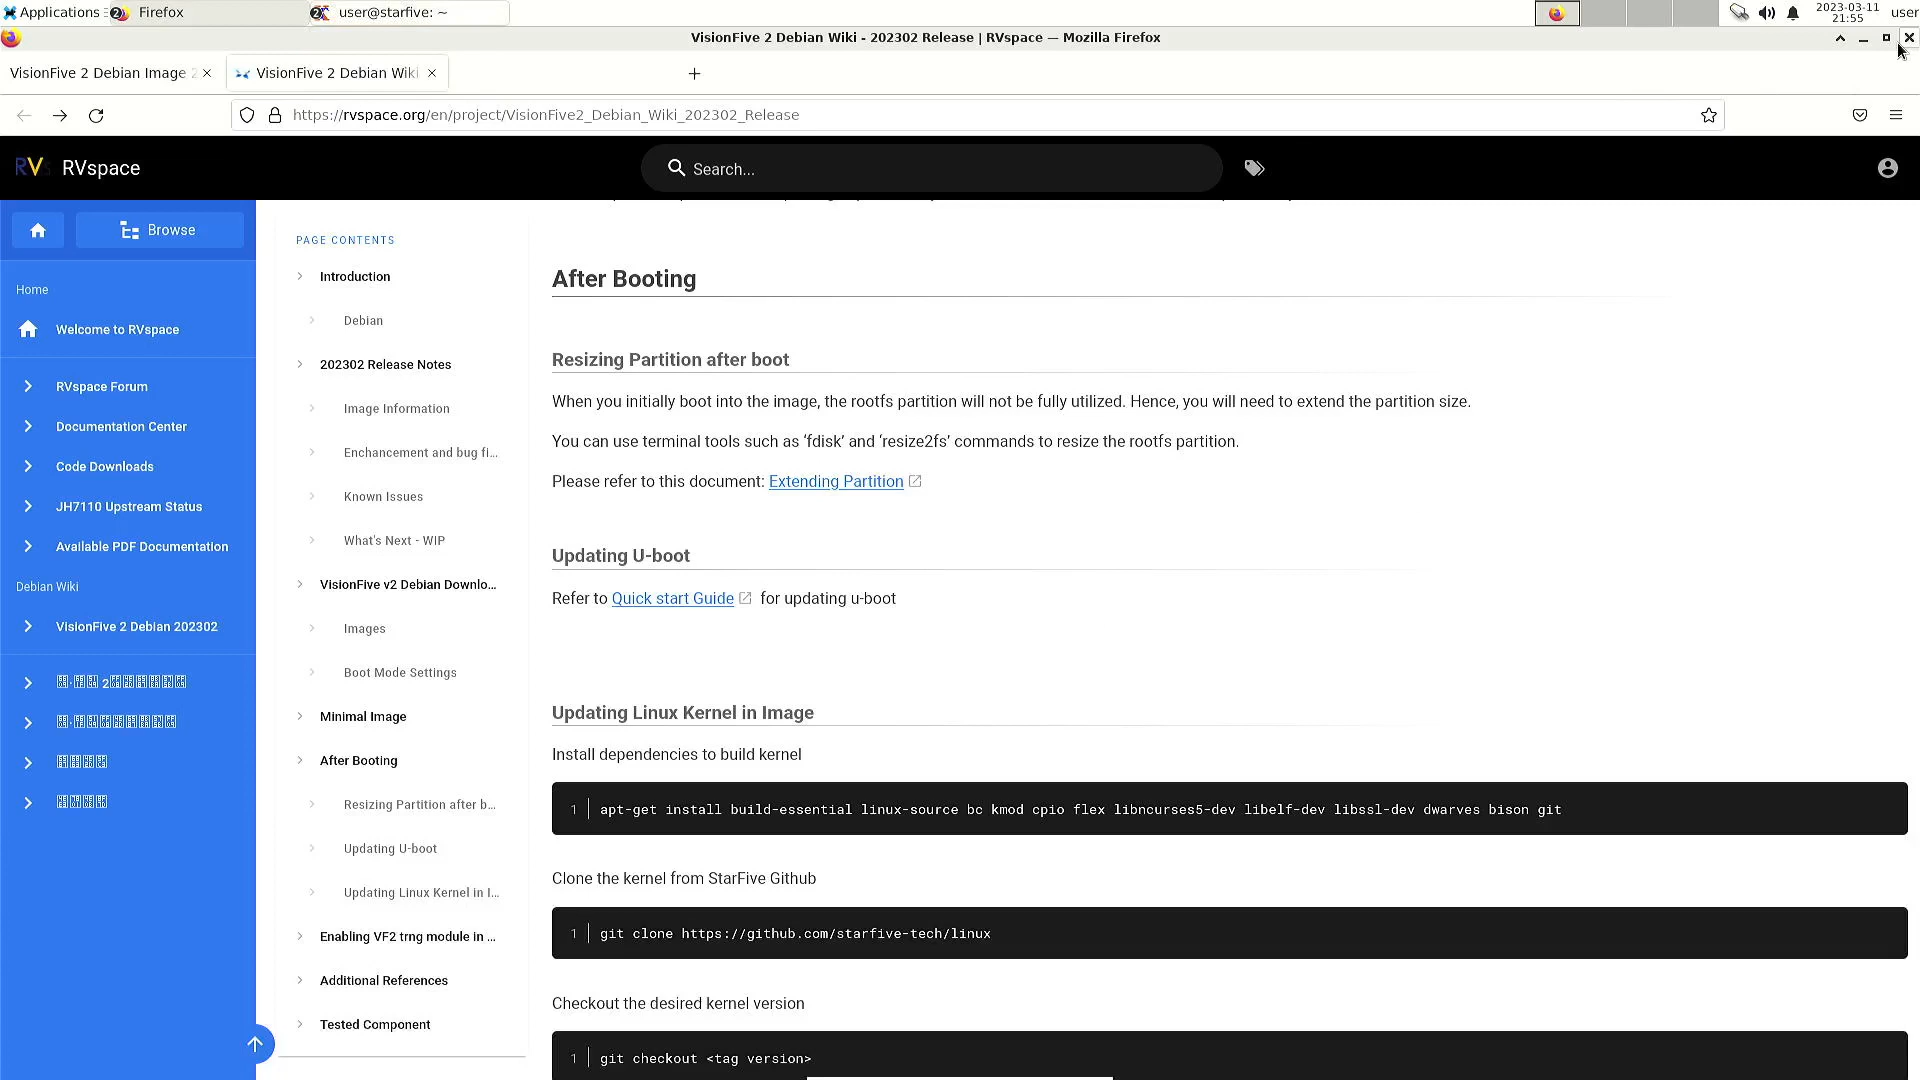 Applications
2 Firefox
2 user@starfive: ~
2023-03-11
21:55
user
VisionFive 2 Debian Wiki - 202302 Release | RVspace — Mozilla Firefox
VisionFive 2 Debian Image 2
VisionFive 2 Debian Wiki
https://rvspace.org/en/project/VisionFive2_Debian_Wiki_202302_Release
RV RVspace
Search...
Browse
Home
Welcome to RVspace
RVspace Forum
Documentation Center
Code Downloads
JH7110 Upstream Status
Available PDF Documentation
Debian Wiki
VisionFive 2 Debian 202302
PAGE CONTENTS
Introduction
Debian
202302 Release Notes
Image Information
Enchancement and bug fi...
Known Issues
What's Next - WIP
VisionFive v2 Debian Downlo...
Images
Boot Mode Settings
Minimal Image
After Booting
Resizing Partition after b...
Updating U-boot
Updating Linux Kernel in I...
Enabling VF2 trng module in ...
Additional References
Tested Component
After Booting
Resizing Partition after boot
When you initially boot into the image, the rootfs partition will not be fully utilized. Hence, you will need to extend the partition size.
You can use terminal tools such as ‘fdisk’ and ‘resize2fs’ commands to resize the rootfs partition.
Please refer to this document: Extending Partition
Updating U-boot
Refer to Quick start Guide for updating u-boot
Updating Linux Kernel in Image
Install dependencies to build kernel
1 apt-get install build-essential linux-source bc kmod cpio flex libncurses5-dev libelf-dev libssl-dev dwarves bison git
Clone the kernel from StarFive Github
1 git clone https://github.com/starfive-tech/linux
Checkout the desired kernel version
1 git checkout <tag version>